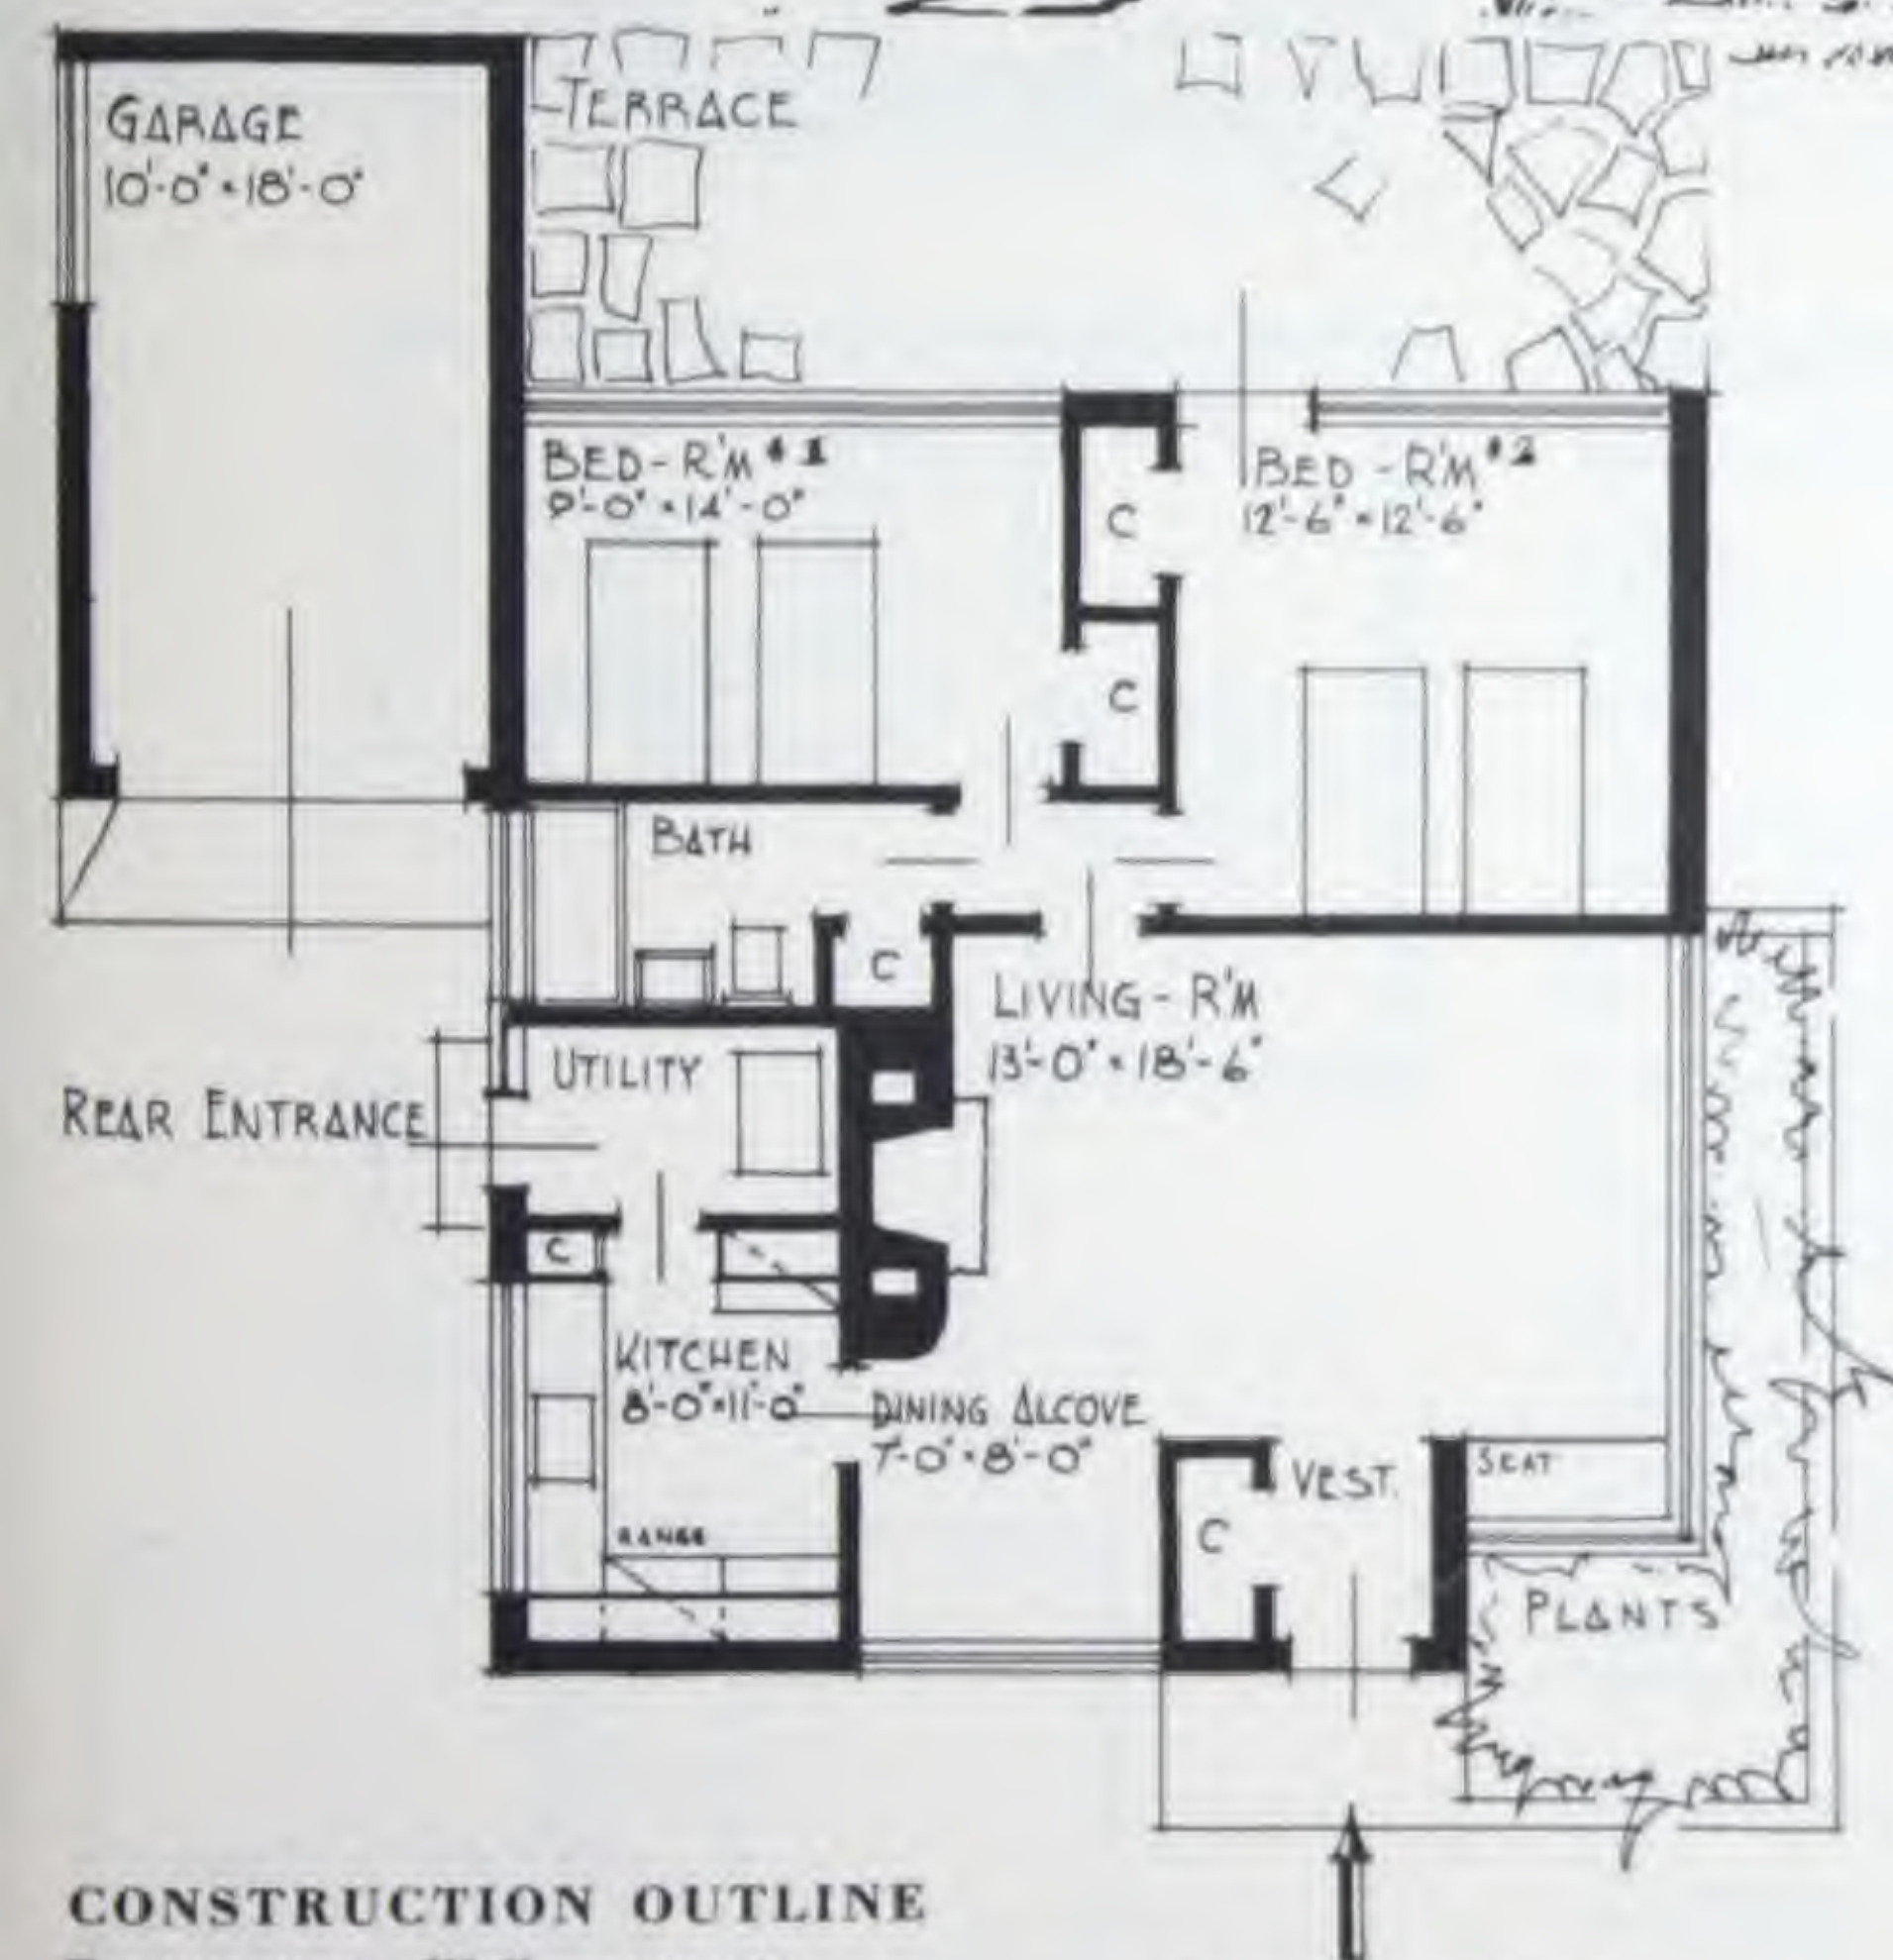 GARAGE
10'-0" × 18'-0"
TERRACE
BED-R'M #1
9'-0" × 14'-0"
C
BED-R'M #2
12'-6" × 12'-6"
C
BATH
C
LIVING-R'M
13'-0" × 18'-6"
UTILITY
REAR ENTRANCE
C
KITCHEN
8'-0" × 11'-0"
DINING ALCOVE
7'-0" × 8'-0"
VEST.
SEAT
C
RANGE
PLANTS
CONSTRUCTION OUTLINE